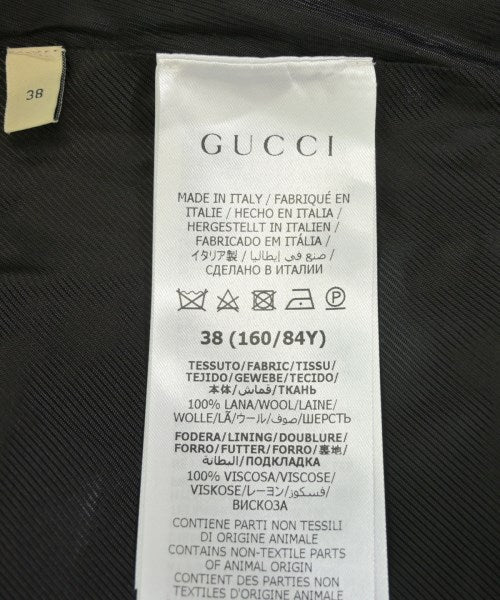 38
GUCCI
MADE IN ITALY / FABRIQUÉ EN
ITALIE / HECHO EN ITALIA /
HERGESTELLT IN ITALIEN /
FABRICADO EM ITÁLIA /
イタリア製 / صنع في إيطاليا /
СДЕЛАНО В ИТАЛИИ
P
38 (160/84Y)
TESSUTO/FABRIC/TISSU/
TEJIDO/GEWEBE/TECIDO/
本体/قماش/ТКАНЬ
100% LANA/WOOL/LAINE/
WOLLE/LÃ/ウール/صوف/ШЕРСТЬ
FODERA/LINING/DOUBLURE/
FORRO/FUTTER/FORRO/裏地/
البطانة/ПОДКЛАДКА
100% VISCOSA/VISCOSE/
VISKOSE/レーヨン/فسكوز/
ВИСКОЗА
CONTIENE PARTI NON TESSILI
DI ORIGINE ANIMALE
CONTAINS NON-TEXTILE PARTS
OF ANIMAL ORIGIN
CONTIENT DES PARTIES NON